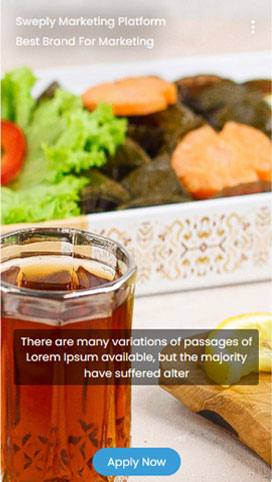 Sweply Marketing Platform
Best Brand For Marketing
There are many variations of passages of
Lorem Ipsum available, but the majority
have suffered alter
Apply Now